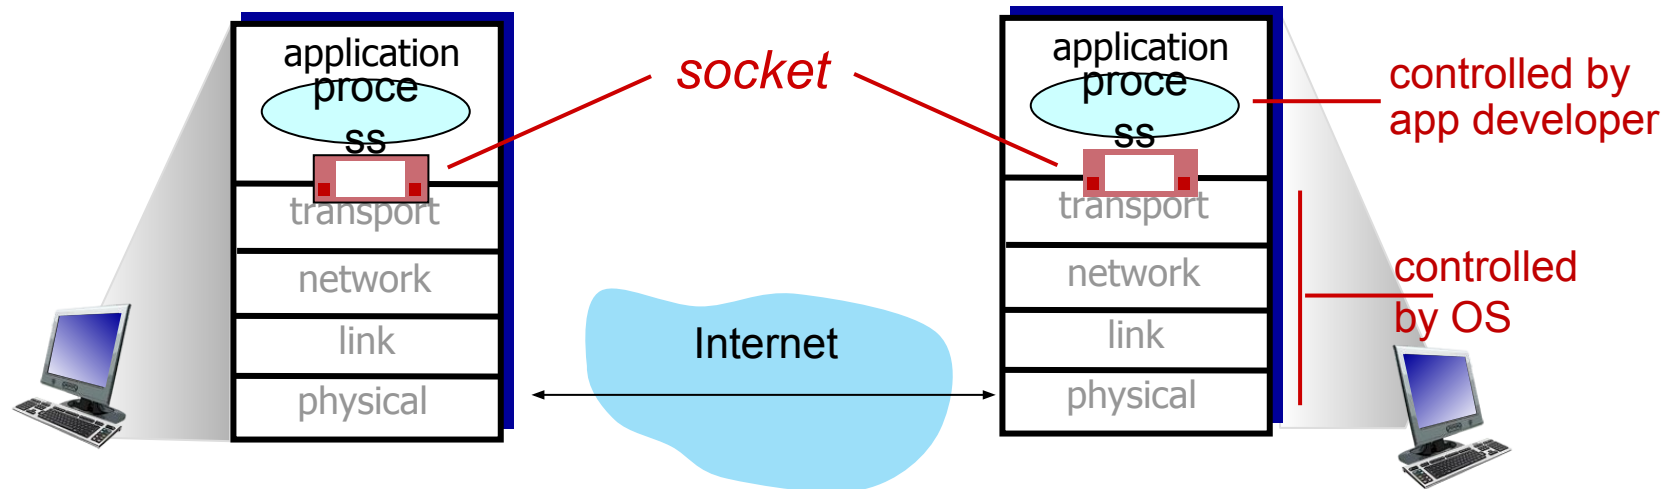 application
proce
ss
transport
network
link
physical
socket
Internet
application
proce
ss
transport
network
link
physical
controlled by
app developer
controlled
by OS